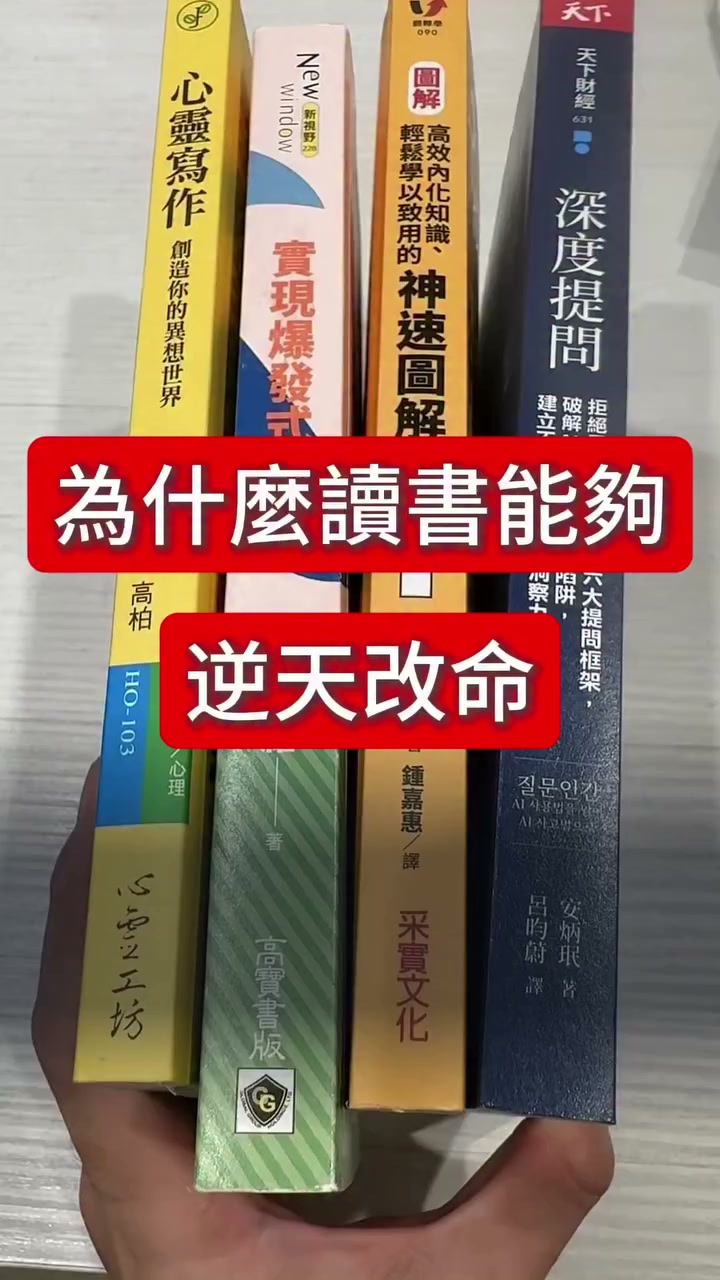 心靈寫作
創造你的異想世界
高柏
HO-103
心理
心靈工坊
New
window
新視野
226
實現爆發式
著
高寶書版
090
圖解
高效內化知識、
輕鬆學以致用的
神速圖解
鍾嘉惠/譯
采實文化
天下
天下財經
631
深度提問
拒絕
六大提問框架，
破解
陷阱，
建立
洞察力
질문인간
安炳珉 著
呂昀蔚 譯
為什麼讀書能夠
逆天改命